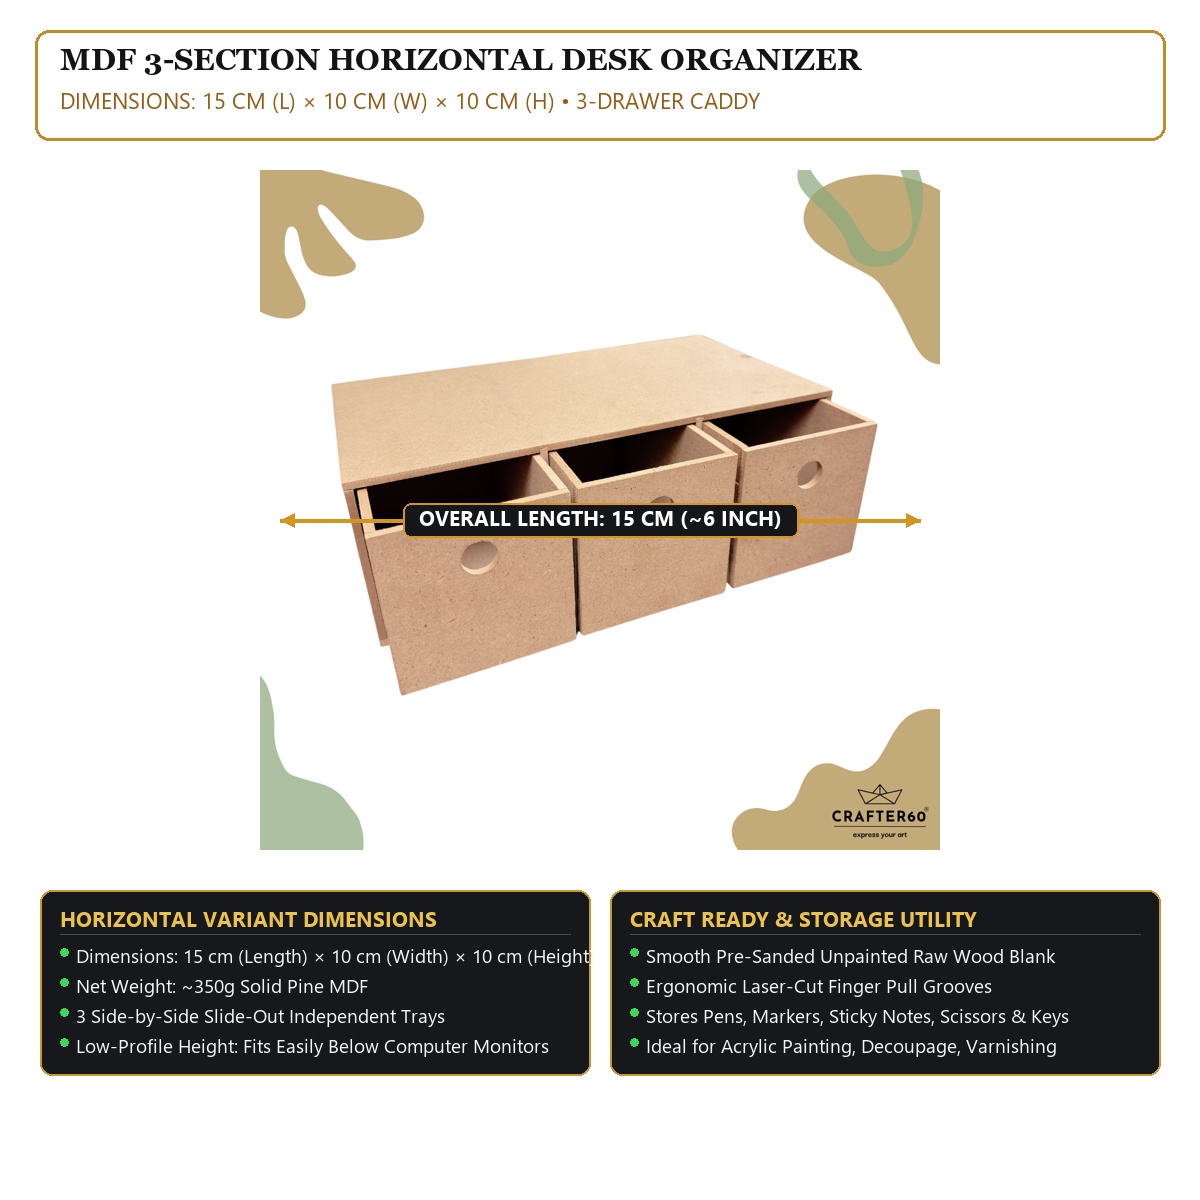 MDF 3-SECTION HORIZONTAL DESK ORGANIZER
DIMENSIONS: 15 CM (L) × 10 CM (W) × 10 CM (H) • 3-DRAWER CADDY
OVERALL LENGTH: 15 CM (~6 INCH)
CRAFTER60®
express your art
HORIZONTAL VARIANT DIMENSIONS
Dimensions: 15 cm (Length) × 10 cm (Width) × 10 cm (Height
Net Weight: ~350g Solid Pine MDF
3 Side-by-Side Slide-Out Independent Trays
Low-Profile Height: Fits Easily Below Computer Monitors
CRAFT READY & STORAGE UTILITY
Smooth Pre-Sanded Unpainted Raw Wood Blank
Ergonomic Laser-Cut Finger Pull Grooves
Stores Pens, Markers, Sticky Notes, Scissors & Keys
Ideal for Acrylic Painting, Decoupage, Varnishing